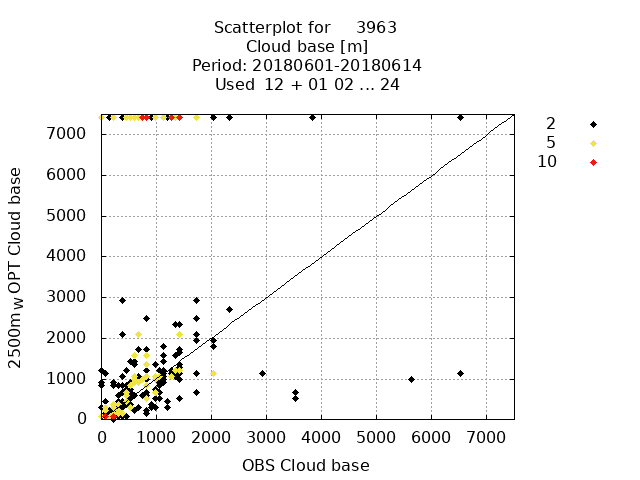 Scatterplot for 3963
Cloud base [m]
Period: 20180601-20180614
Used 12 + 01 02 ... 24
2
5
10
7000
6000
5000
4000
3000
2000
1000
0
2500m_W OPT Cloud base
0 1000 2000 3000 4000 5000 6000 7000
OBS Cloud base